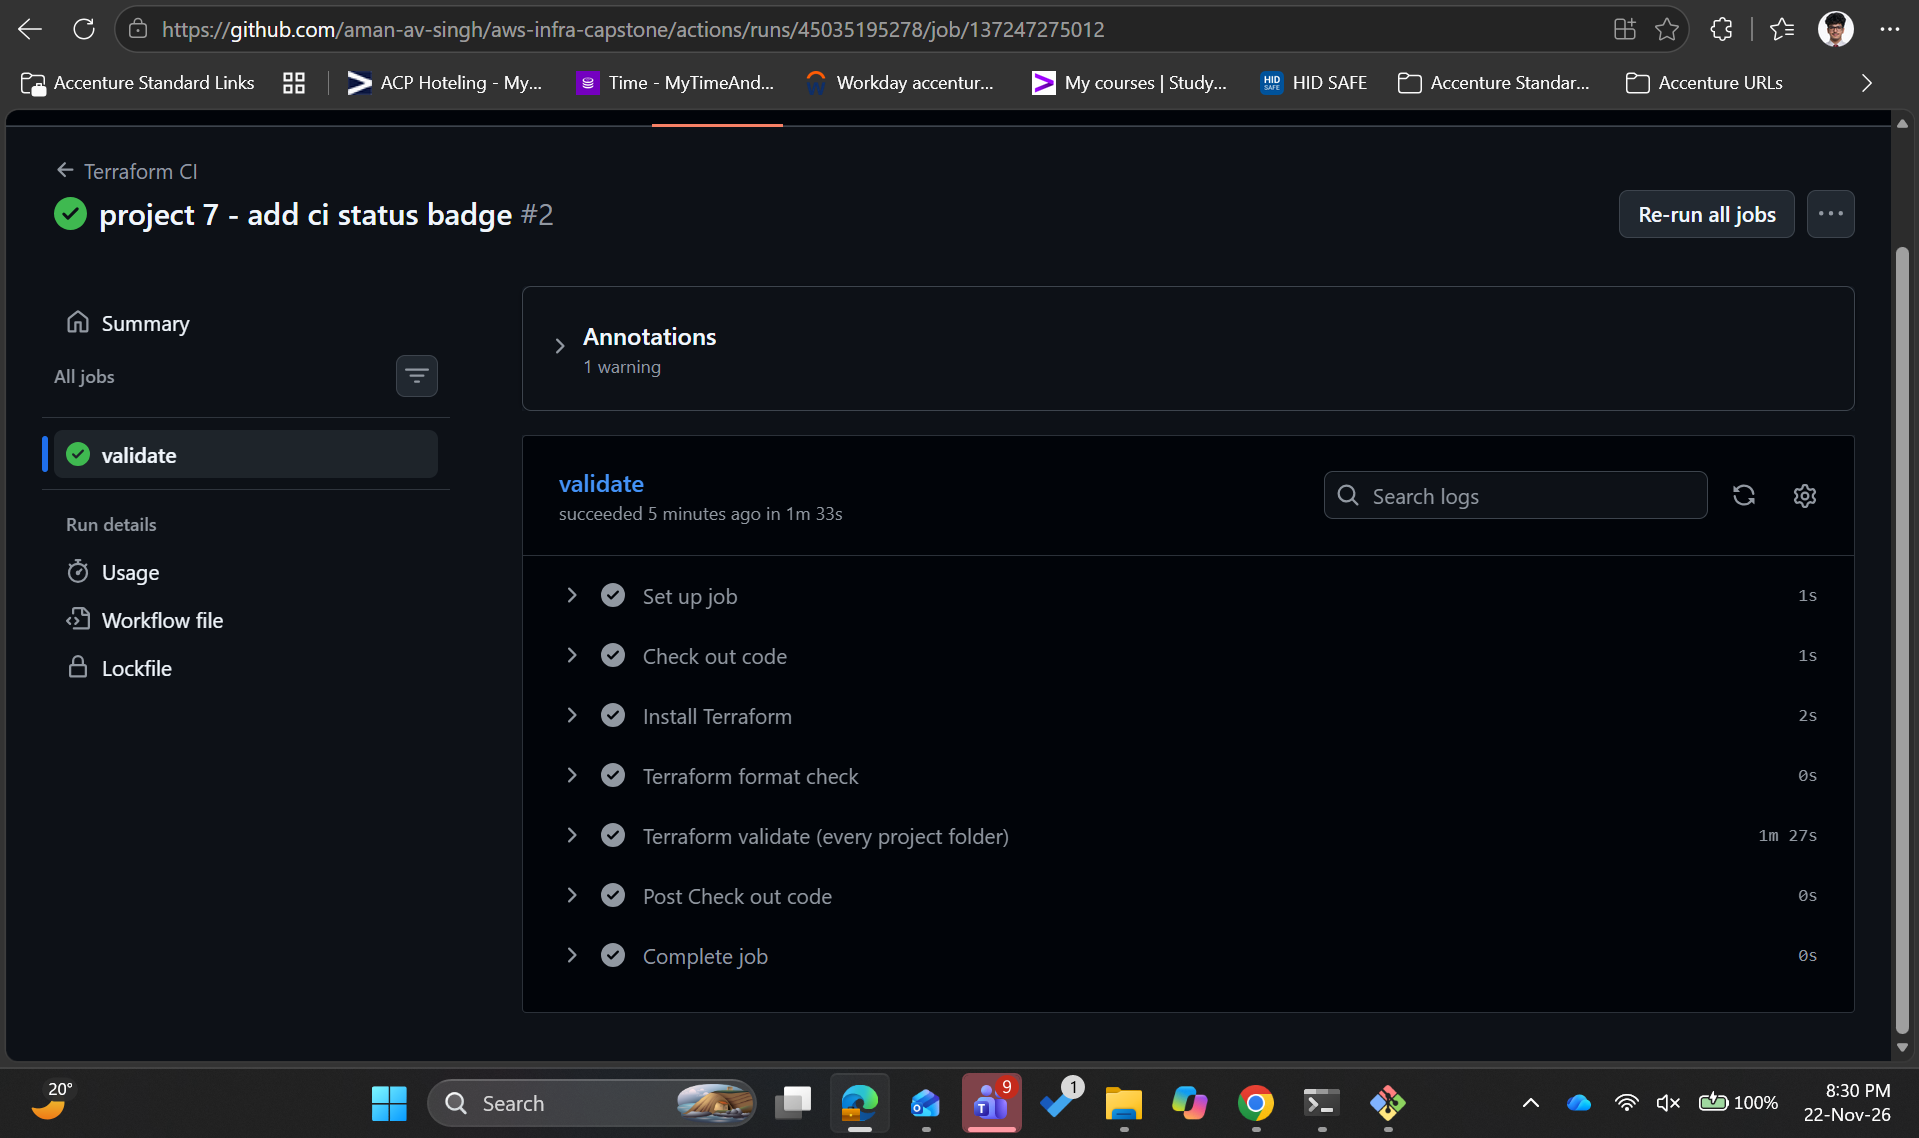 https://github.com/aman-av-singh/aws-infra-capstone/actions/runs/45035195278/job/137247275012
Accenture Standard Links
ACP Hoteling - My...
Time - MyTimeAnd...
Workday accentur...
My courses | Study...
HID SAFE
HID SAFE
Accenture Standar...
Accenture URLs
Terraform CI
project 7 - add ci status badge #2
Re-run all jobs
Summary
All jobs
validate
Run details
Usage
Workflow file
Lockfile
Annotations
1 warning
validate
succeeded 5 minutes ago in 1m 33s
Search logs
Set up job 1s
Check out code 1s
Install Terraform 2s
Terraform format check 0s
Terraform validate (every project folder) 1m 27s
Post Check out code 0s
Complete job 0s
20°
Search
9
1
100%
8:30 PM
22-Nov-26